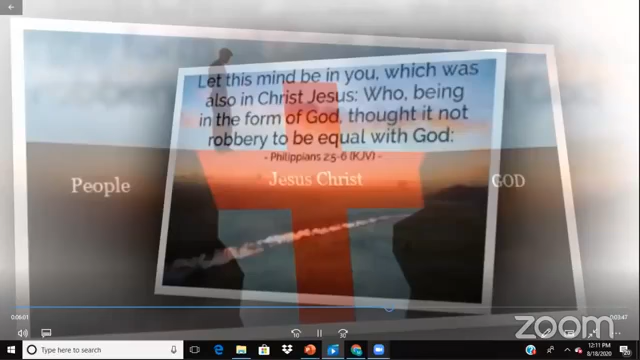 Let this mind be in you, which was
also in Christ Jesus: Who, being
in the form of God, thought it not
robbery to be equal with God:
- Philippians 2:5-6 (KJV) -
People
Jesus Christ
GOD
0:06:01
0:03:47
10
30
zoom
Type here to search
12:11 PM
8/18/2020